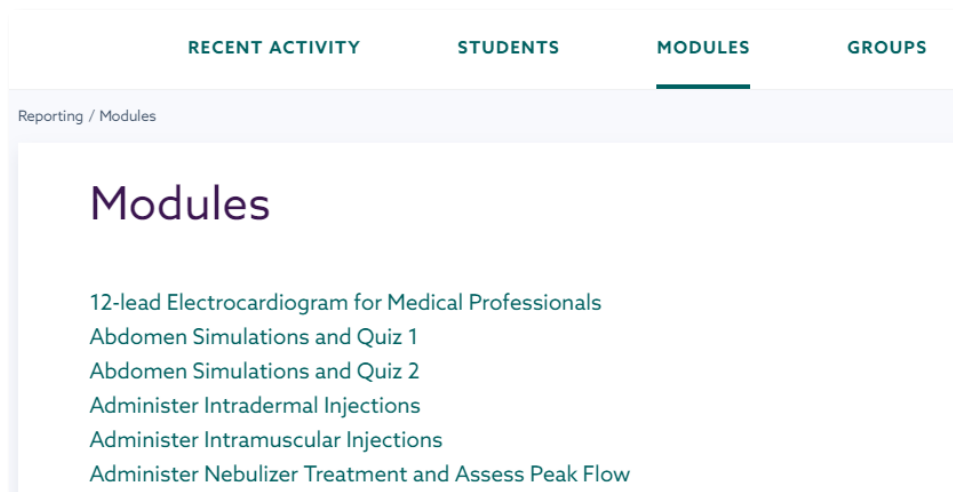 RECENT ACTIVITY STUDENTS MODULES GROUPS
Reporting / Modules
Modules
12-lead Electrocardiogram for Medical Professionals
Abdomen Simulations and Quiz 1
Abdomen Simulations and Quiz 2
Administer Intradermal Injections
Administer Intramuscular Injections
Administer Nebulizer Treatment and Assess Peak Flow